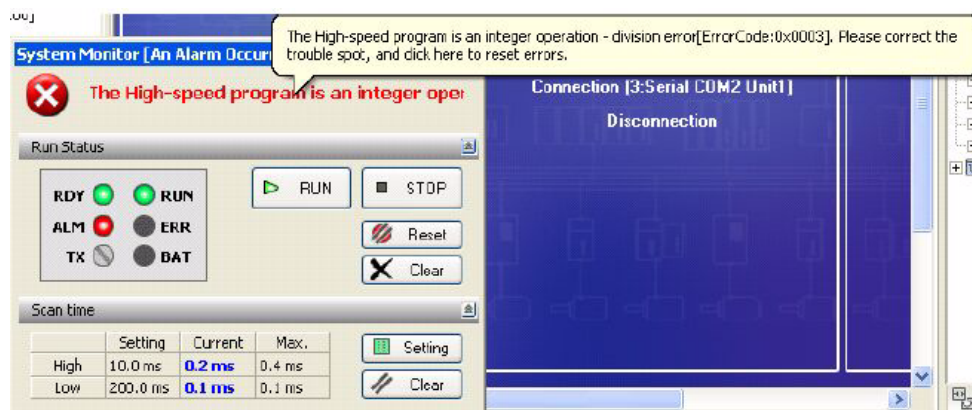 The High-speed program is an integer operation - division error[ErrorCode:0x0003]. Please correct the
trouble spot, and click here to reset errors.
System Monitor [An Alarm Occur
The High-speed program is an integer oper
Connection [3:Serial COM2 Unit1]
Disconnection
Run Status
RDY RUN
ALM ERR
TX BAT
RUN STOP
Reset
Clear
Scan time
Setting Current Max.
High 10.0 ms 0.2 ms 0.4 ms
Low 200.0 ms 0.1 ms 0.1 ms
Setting
Clear